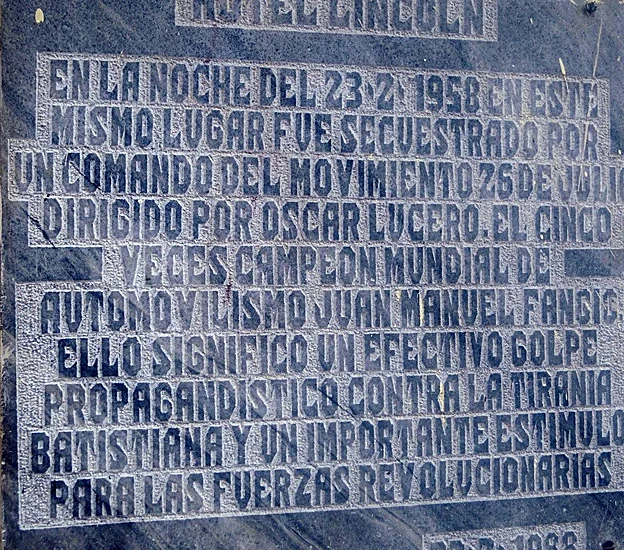 HOTEL LINCOLN
EN LA NOCHE DEL 23·2·1958 EN ESTE
MISMO LUGAR FUE SECUESTRADO POR
UN COMANDO DEL MOVIMIENTO 26 DE JULIO
DIRIGIDO POR OSCAR LUCERO. EL CINCO
VECES CAMPEON MUNDIAL DE
AUTOMOVILISMO JUAN MANUEL FANGIO.
ELLO SIGNIFICO UN EFECTIVO GOLPE
PROPAGANDISTICO CONTRA LA TIRANIA
BATISTIANA Y UN IMPORTANTE ESTIMULO
PARA LAS FUERZAS REVOLUCIONARIAS